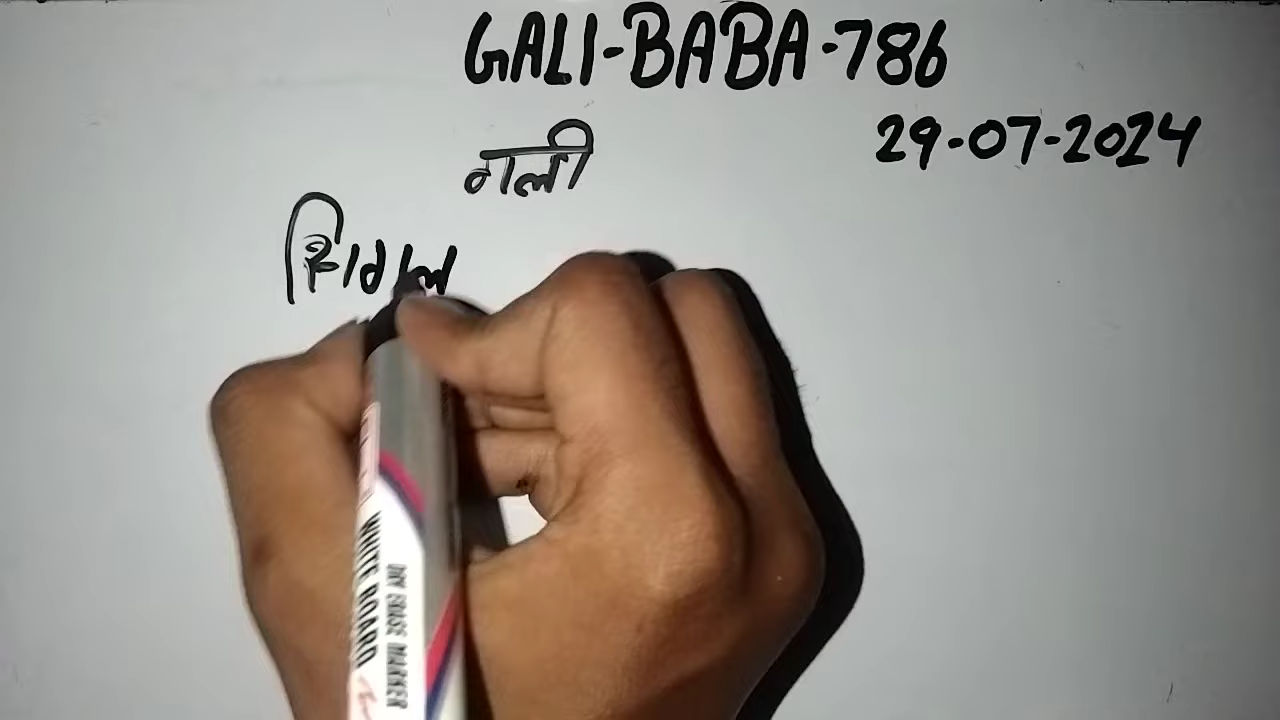 GALI-BABA-786
29-07-2024
गली
WHITE BOARD
DRY ERASE MARKER